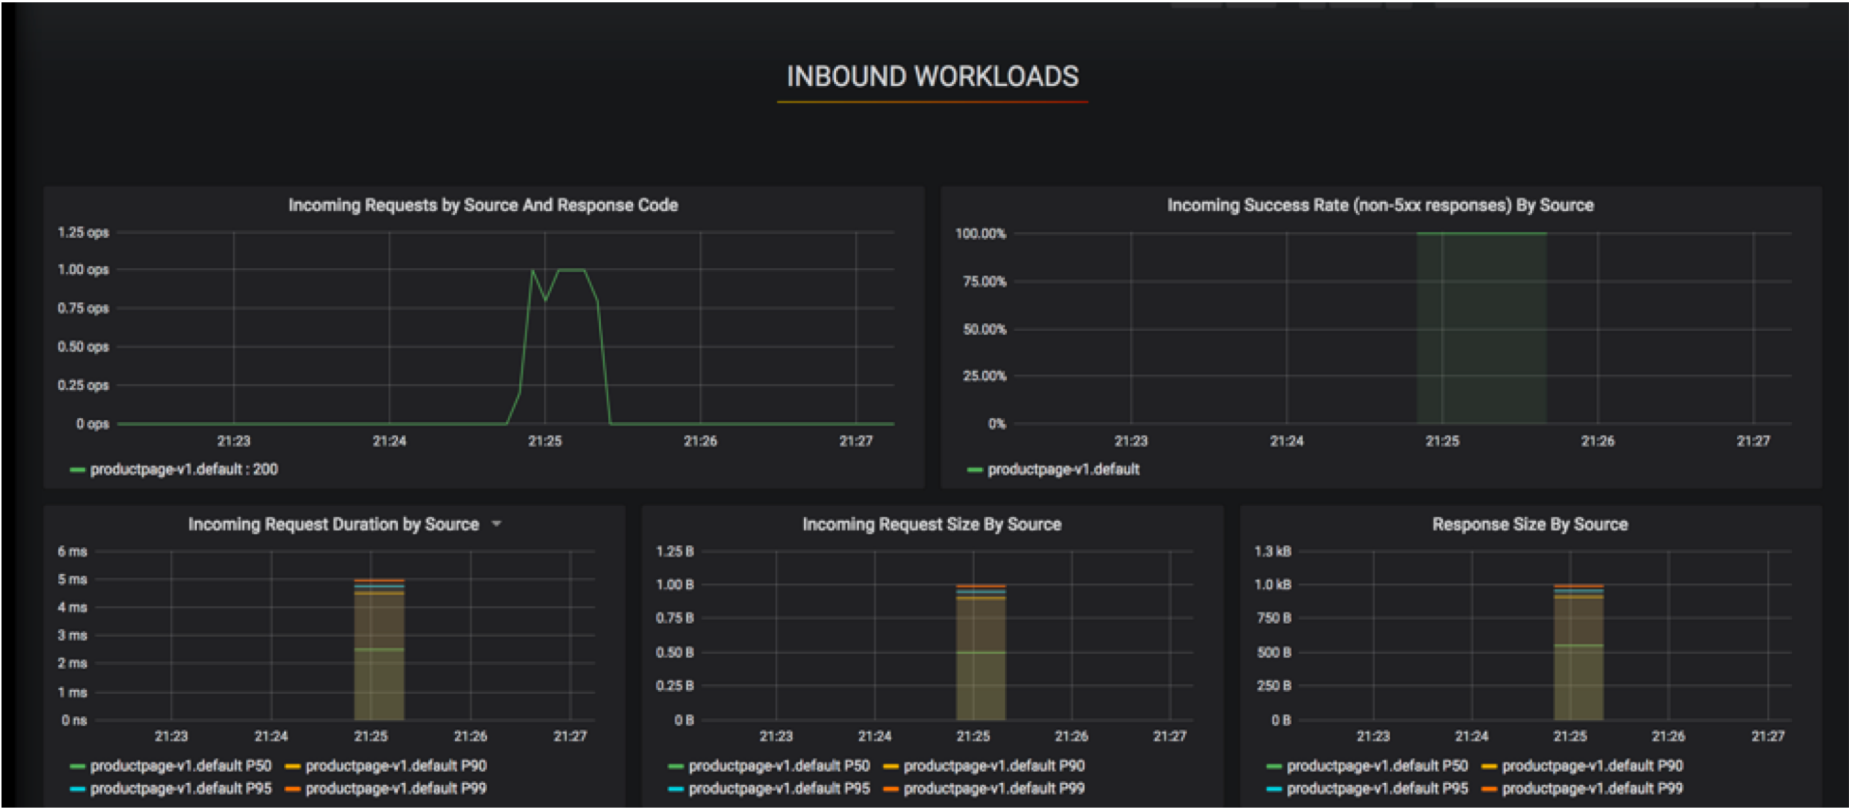 INBOUND WORKLOADS
Incoming Requests by Source And Response Code
1.25 ops
1.00 ops
0.75 ops
0.50 ops
0.25 ops
0 ops
21:23 21:24 21:25 21:26 21:27
productpage-v1.default : 200
Incoming Success Rate (non-5xx responses) By Source
100.00%
75.00%
50.00%
25.00%
0%
21:23 21:24 21:25 21:26 21:27
productpage-v1.default
Incoming Request Duration by Source
6 ms
5 ms
4 ms
3 ms
2 ms
1 ms
0 ns
21:23 21:24 21:25 21:26 21:27
productpage-v1.default P50 productpage-v1.default P90
productpage-v1.default P95 productpage-v1.default P99
Incoming Request Size By Source
1.25 B
1.00 B
0.75 B
0.50 B
0.25 B
0 B
21:23 21:24 21:25 21:26 21:27
productpage-v1.default P50 productpage-v1.default P90
productpage-v1.default P95 productpage-v1.default P99
Response Size By Source
1.3 kB
1.0 kB
750 B
500 B
250 B
0 B
21:23 21:24 21:25 21:26 21:27
productpage-v1.default P50 productpage-v1.default P90
productpage-v1.default P95 productpage-v1.default P99